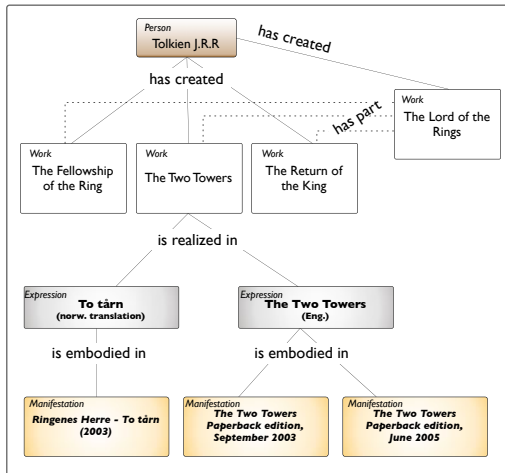 Person
Tolkien J.R.R
has created
has created
has part
Work
The Lord of the
Rings
Work
The Fellowship
of the Ring
Work
The Two Towers
Work
The Return of
the King
is realized in
Expression
To tårn
(norw. translation)
Expression
The Two Towers
(Eng.)
is embodied in
is embodied in
Manifestation
Ringenes Herre - To tårn
(2003)
Manifestation
The Two Towers
Paperback edition,
September 2003
Manifestation
The Two Towers
Paperback edition,
June 2005